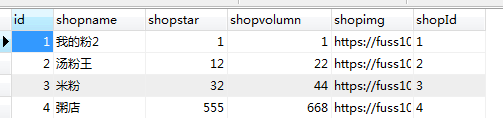 id shopname shopstar shopvolumn shopimg shopId
1 我的粉2 1 1 https://fuss10 1
2 汤粉王 12 22 https://fuss10 2
3 米粉 32 44 https://fuss10 3
4 粥店 555 668 https://fuss10 4